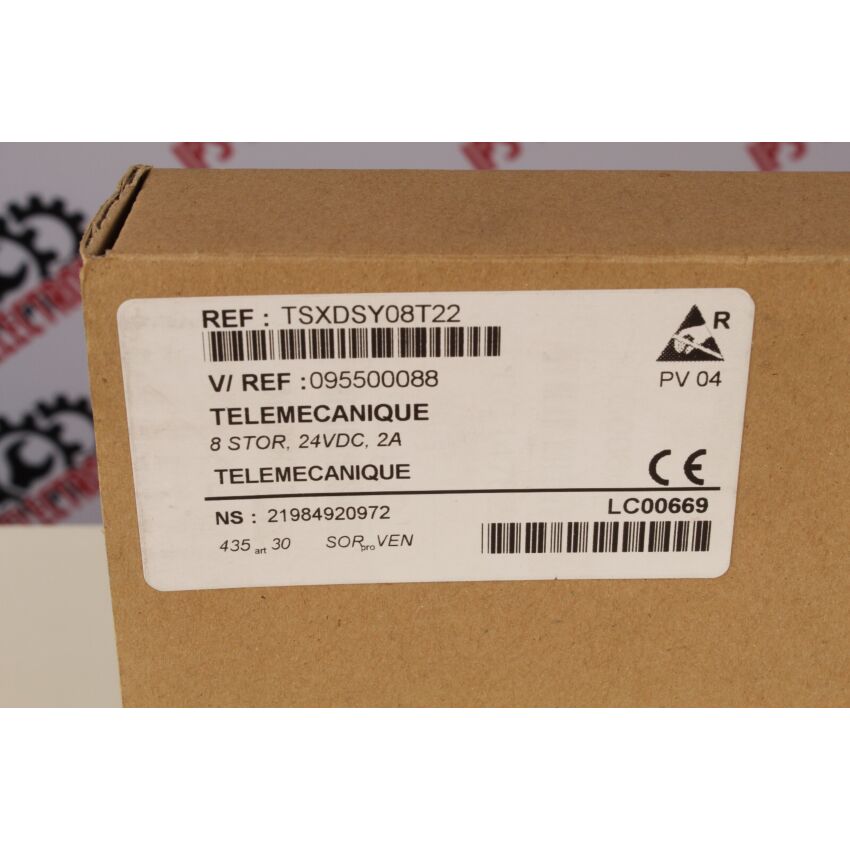 REF : TSXDSY08T22
R
V/ REF : 095500088
PV 04
TELEMECANIQUE
8 STOR, 24VDC, 2A
TELEMECANIQUE
CE
NS : 21984920972
LC00669
435 art 30 SOR pro VEN